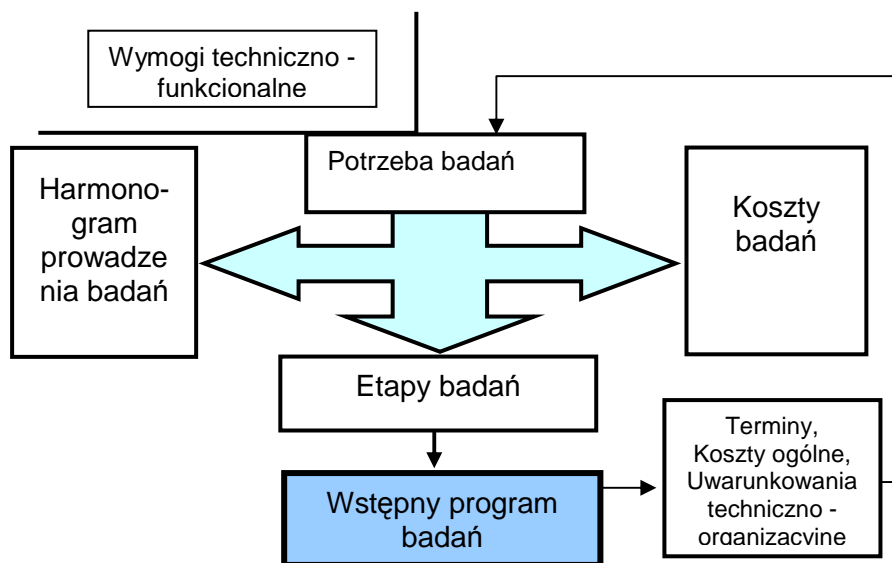 Wymogi techniczno -
funkcionalne
Potrzeba badań
Harmono-
gram
prowadze
nia badań
Koszty
badań
Etapy badań
Wstępny program
badań
Terminy,
Koszty ogólne,
Uwarunkowania
techniczno -
organizacyjne